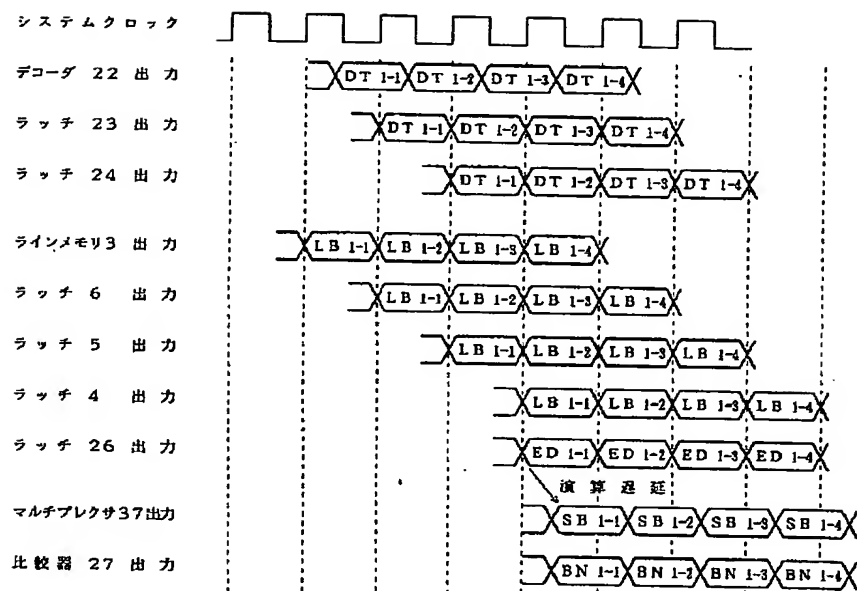 システムクロック
デコーダ 22 出力
DT 1-1 DT 1-2 DT 1-3 DT 1-4
ラッチ 23 出力
DT 1-1 DT 1-2 DT 1-3 DT 1-4
ラッチ 24 出力
DT 1-1 DT 1-2 DT 1-3 DT 1-4
ラインメモリ3 出力
LB 1-1 LB 1-2 LB 1-3 LB 1-4
ラッチ 6 出力
LB 1-1 LB 1-2 LB 1-3 LB 1-4
ラッチ 5 出力
LB 1-1 LB 1-2 LB 1-3 LB 1-4
ラッチ 4 出力
LB 1-1 LB 1-2 LB 1-3 LB 1-4
ラッチ 26 出力
ED 1-1 ED 1-2 ED 1-3 ED 1-4
演算遅延
マルチプレクサ37出力
SB 1-1 SB 1-2 SB 1-3 SB 1-4
比較器 27 出力
BN 1-1 BN 1-2 BN 1-3 BN 1-4